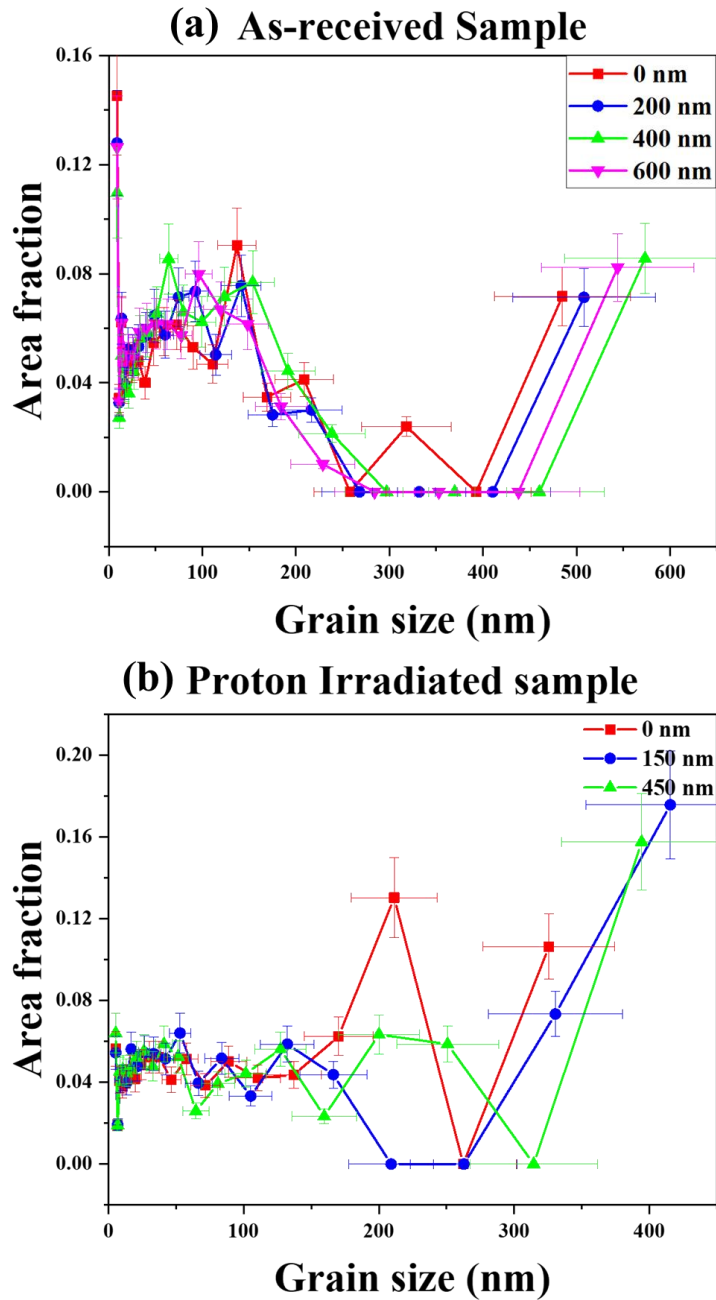 (a) As-received Sample
0.16
0.12
0.08
0.04
0.00
Area fraction
0 nm
200 nm
400 nm
600 nm
0 100 200 300 400 500 600
Grain size (nm)
(b) Proton Irradiated sample
0.20
0.16
0.12
0.08
0.04
0.00
Area fraction
0 nm
150 nm
450 nm
0 100 200 300 400
Grain size (nm)